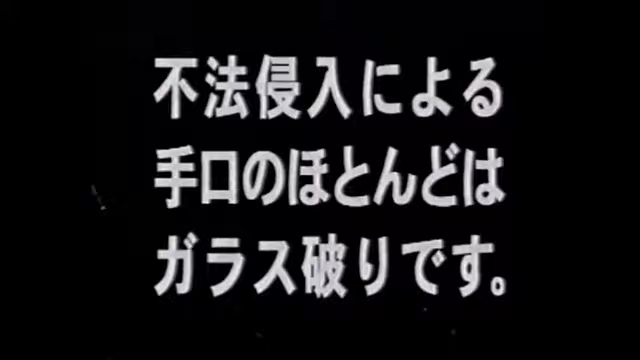 不法侵入による
手口のほとんどは
ガラス破りです。